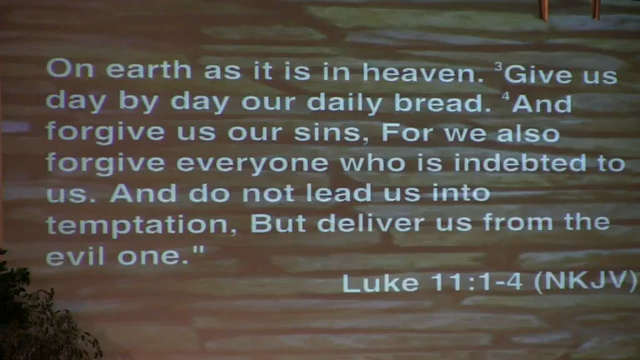 On earth as it is in heaven. ³Give us
day by day our daily bread. ⁴And
forgive us our sins, For we also
forgive everyone who is indebted to
us. And do not lead us into
temptation, But deliver us from the
evil one."
Luke 11:1-4 (NKJV)